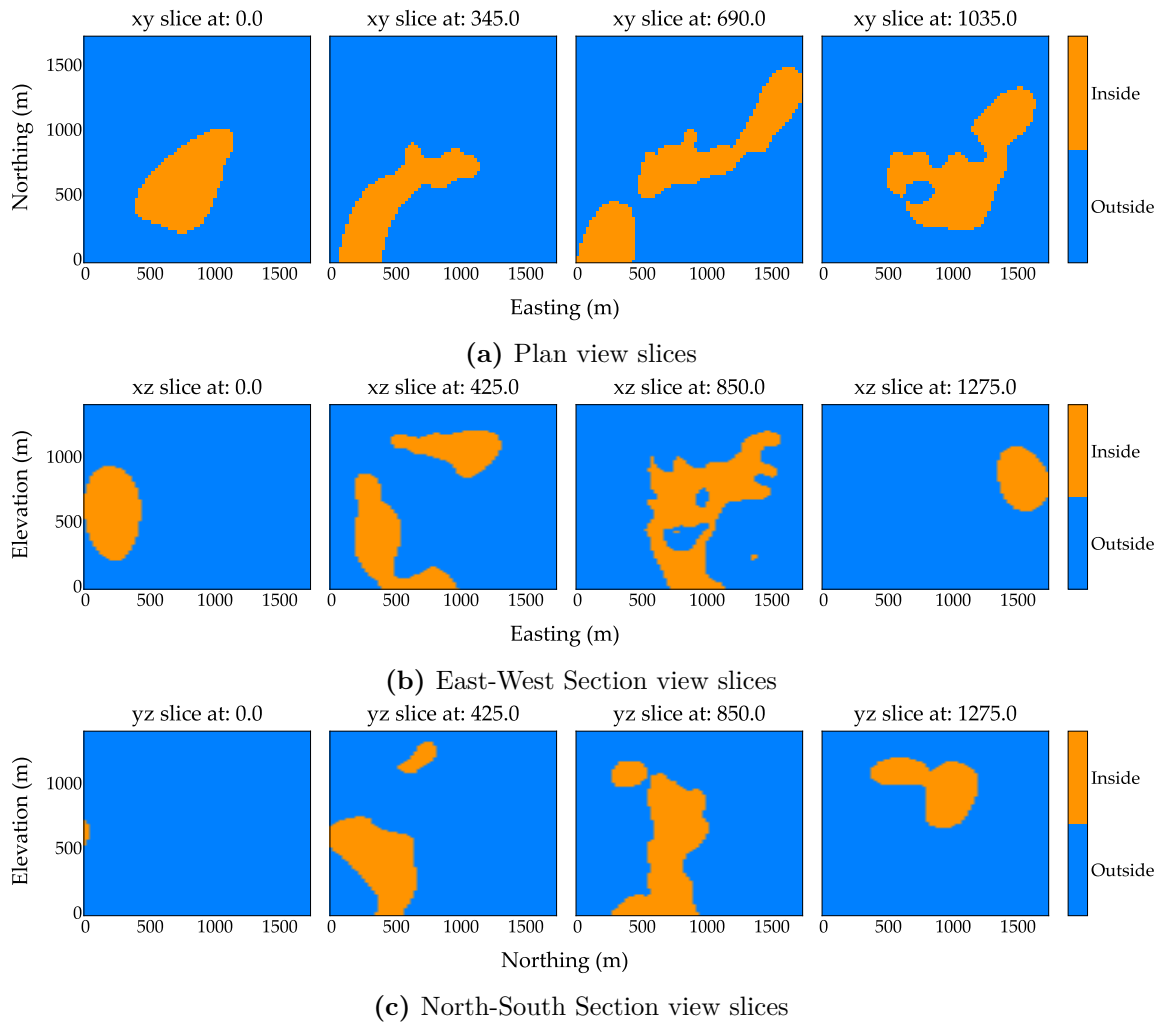 xy slice at: 0.0 xy slice at: 345.0 xy slice at: 690.0 xy slice at: 1035.0
Northing (m)
1500
1000
500
0
0 500 1000 1500 0 500 1000 1500 0 500 1000 1500 0 500 1000 1500
Inside
Outside
Easting (m)
(a) Plan view slices
xz slice at: 0.0 xz slice at: 425.0 xz slice at: 850.0 xz slice at: 1275.0
Elevation (m)
1000
500
0
0 500 1000 1500 0 500 1000 1500 0 500 1000 1500 0 500 1000 1500
Inside
Outside
Easting (m)
(b) East-West Section view slices
yz slice at: 0.0 yz slice at: 425.0 yz slice at: 850.0 yz slice at: 1275.0
Elevation (m)
1000
500
0
0 500 1000 1500 0 500 1000 1500 0 500 1000 1500 0 500 1000 1500
Inside
Outside
Northing (m)
(c) North-South Section view slices